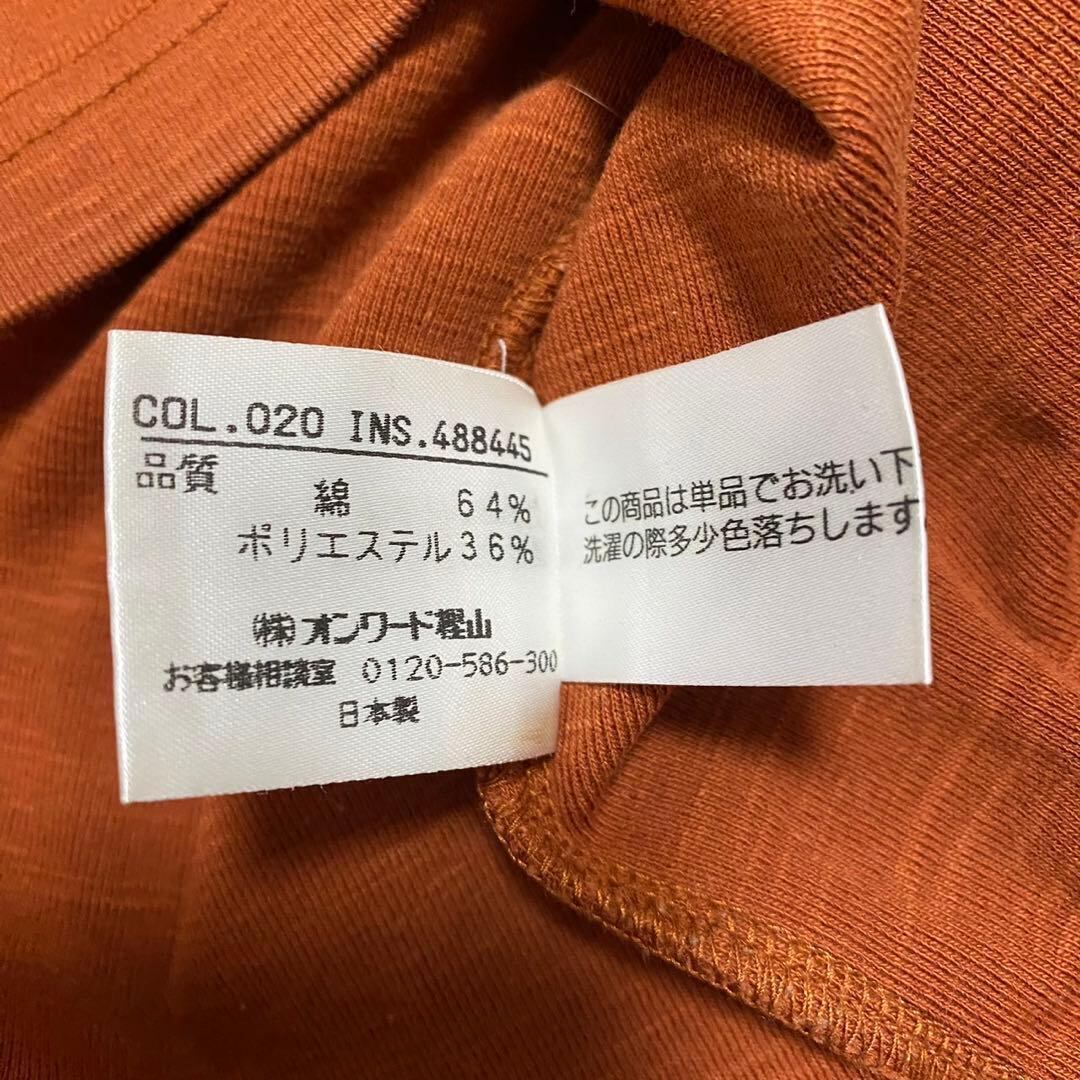 COL.020 INS.488445
品質
綿 64%
ポリエステル36%
(株)オンワード樫山
お客様相談室 0120-586-300
日本製
この商品は単品でお洗い下
洗濯の際多少色落ちします